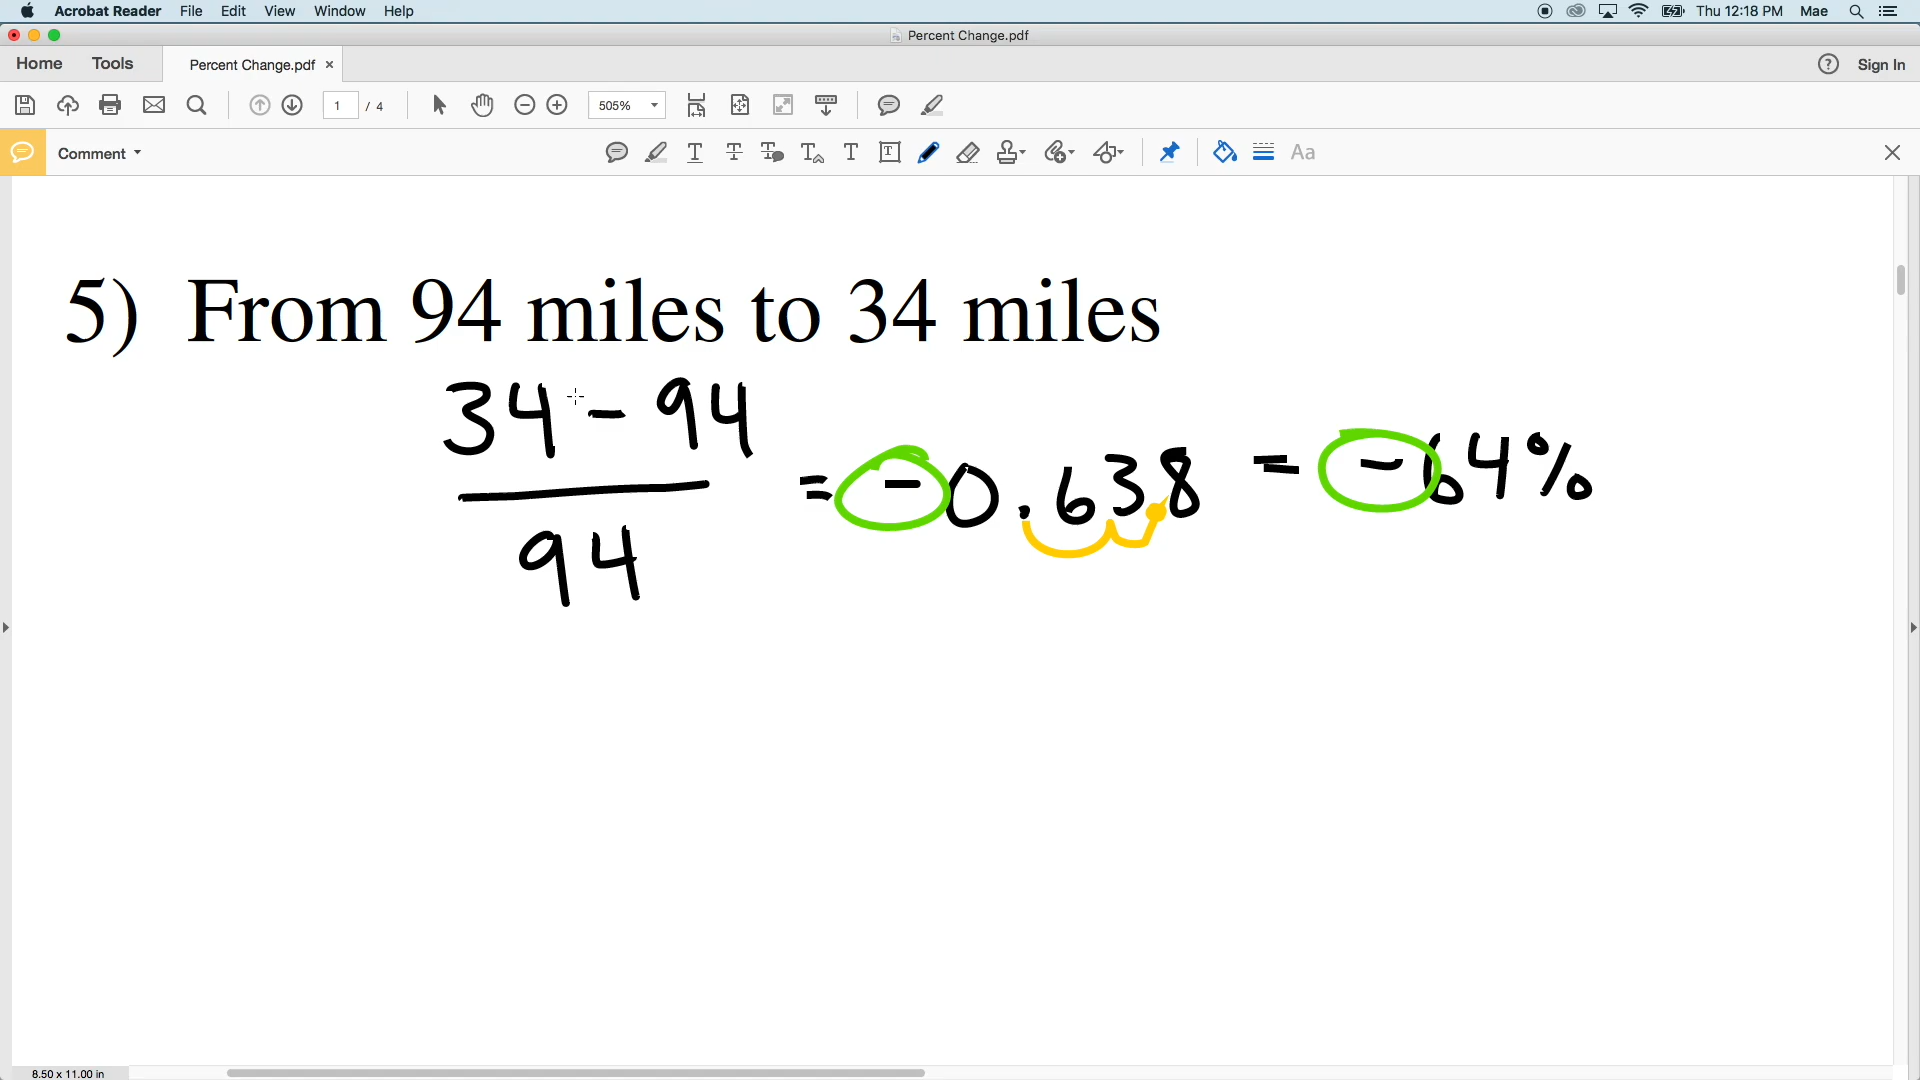 Acrobat Reader File Edit View Window Help Thu 12:18 PM Mae
Percent Change.pdf
Home Tools Percent Change.pdf × ? Sign In
1 / 4 505%
Comment T T T T T T Aa
5) From 94 miles to 34 miles
34 - 94
94
= -0.638 = -64%
8.50 x 11.00 in